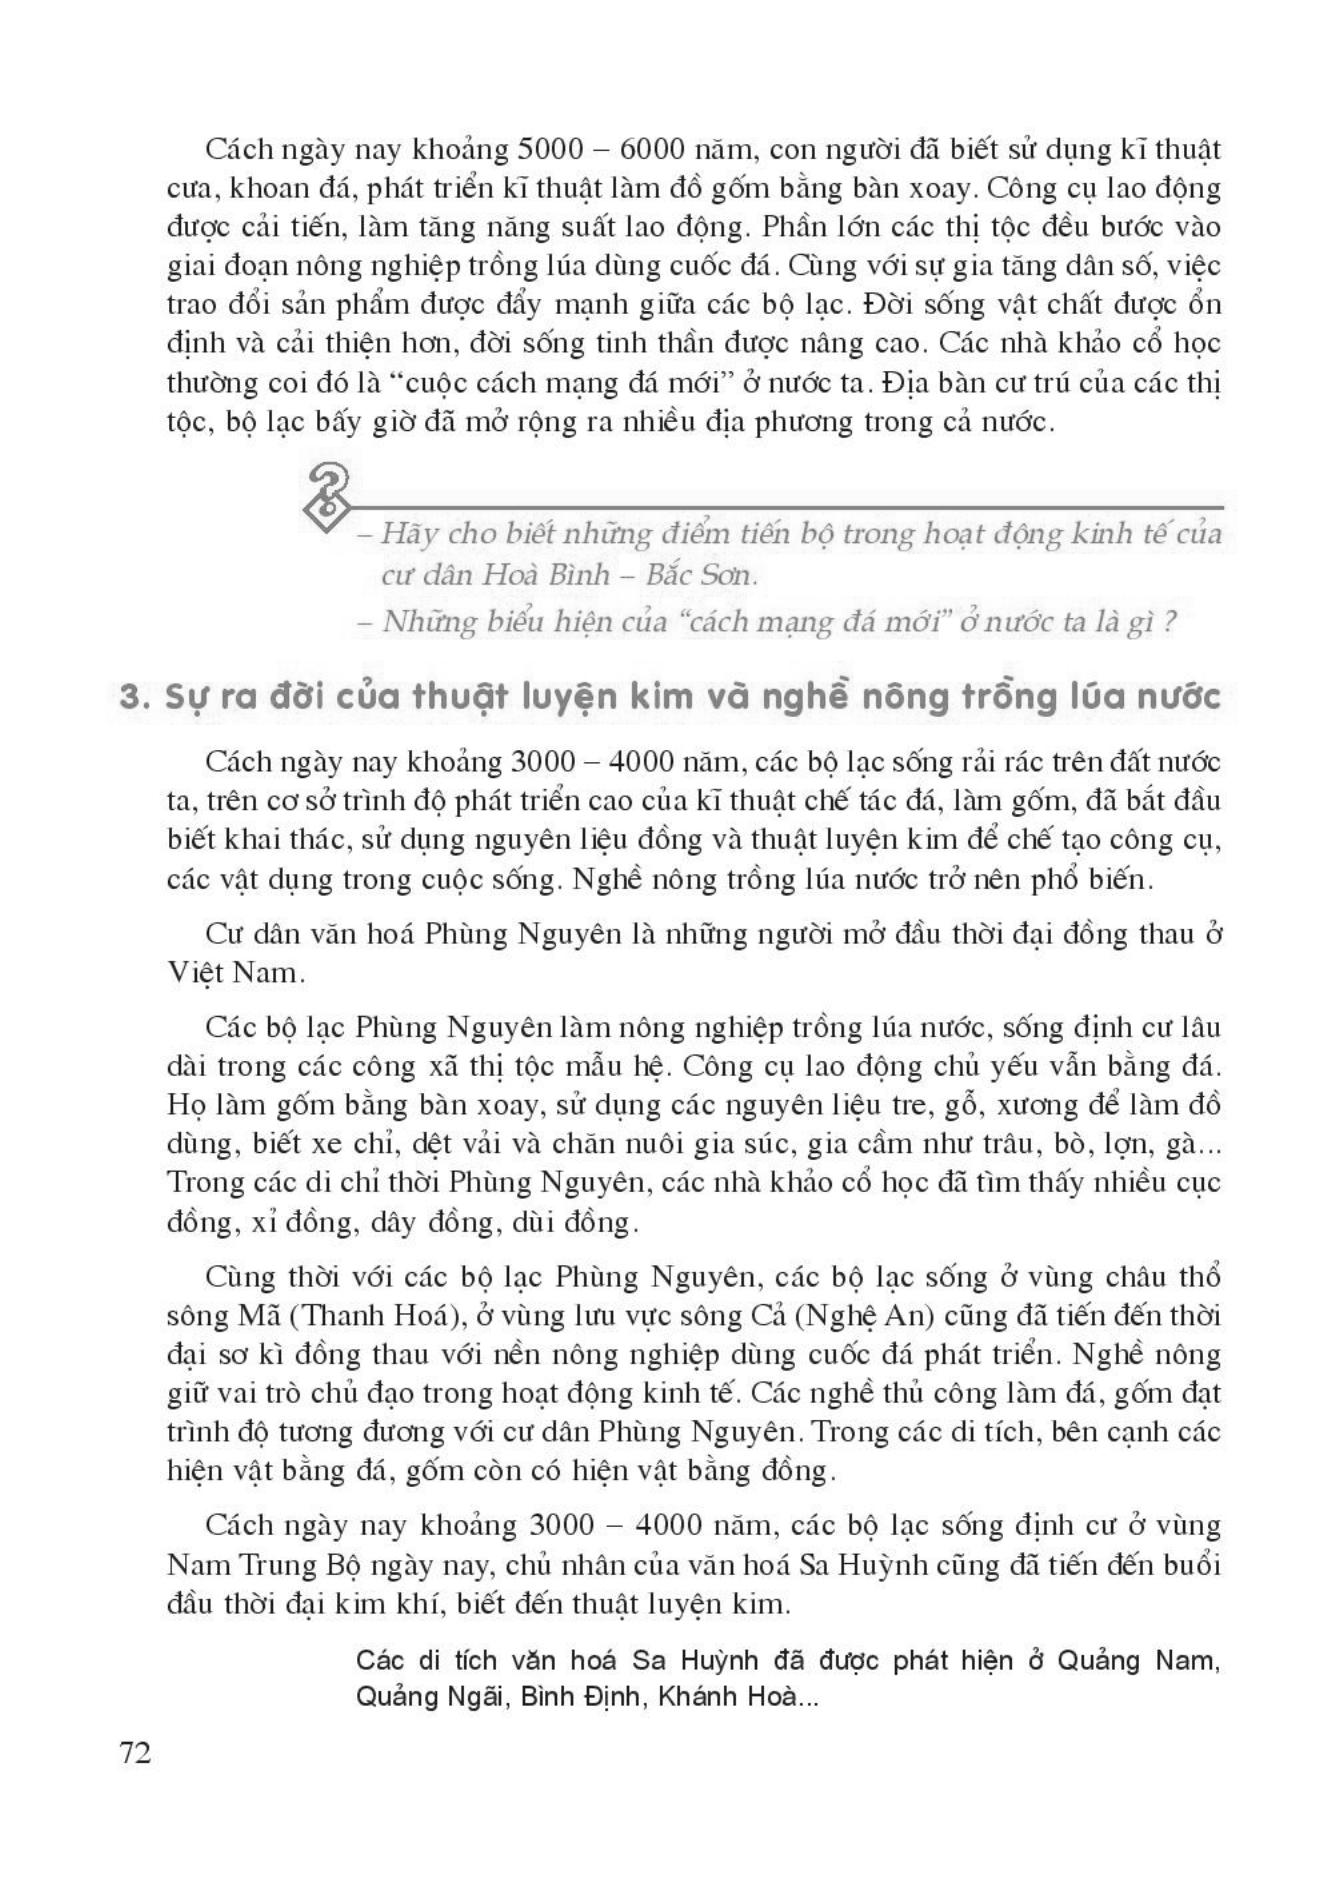 Cách ngày nay khoảng 5000 – 6000 năm, con người đã biết sử dụng kĩ thuật
cưa, khoan đá, phát triển kĩ thuật làm đồ gốm bằng bàn xoay. Công cụ lao động
được cải tiến, làm tăng năng suất lao động. Phần lớn các thị tộc đều bước vào
giai đoạn nông nghiệp trồng lúa dùng cuốc đá. Cùng với sự gia tăng dân số, việc
trao đổi sản phẩm được đẩy mạnh giữa các bộ lạc. Đời sống vật chất được ổn
định và cải thiện hơn, đời sống tinh thần được nâng cao. Các nhà khảo cổ học
thường coi đó là “cuộc cách mạng đá mới” ở nước ta. Địa bàn cư trú của các thị
tộc, bộ lạc bấy giờ đã mở rộng ra nhiều địa phương trong cả nước.
?
– Hãy cho biết những điểm tiến bộ trong hoạt động kinh tế của
cư dân Hoà Bình – Bắc Sơn.
– Những biểu hiện của “cách mạng đá mới” ở nước ta là gì ?
3. Sự ra đời của thuật luyện kim và nghề nông trồng lúa nước
Cách ngày nay khoảng 3000 – 4000 năm, các bộ lạc sống rải rác trên đất nước
ta, trên cơ sở trình độ phát triển cao của kĩ thuật chế tác đá, làm gốm, đã bắt đầu
biết khai thác, sử dụng nguyên liệu đồng và thuật luyện kim để chế tạo công cụ,
các vật dụng trong cuộc sống. Nghề nông trồng lúa nước trở nên phổ biến.
Cư dân văn hoá Phùng Nguyên là những người mở đầu thời đại đồng thau ở
Việt Nam.
Các bộ lạc Phùng Nguyên làm nông nghiệp trồng lúa nước, sống định cư lâu
dài trong các công xã thị tộc mẫu hệ. Công cụ lao động chủ yếu vẫn bằng đá.
Họ làm gốm bằng bàn xoay, sử dụng các nguyên liệu tre, gỗ, xương để làm đồ
dùng, biết xe chỉ, dệt vải và chăn nuôi gia súc, gia cầm như trâu, bò, lợn, gà...
Trong các di chỉ thời Phùng Nguyên, các nhà khảo cổ học đã tìm thấy nhiều cục
đồng, xỉ đồng, dây đồng, dùi đồng.
Cùng thời với các bộ lạc Phùng Nguyên, các bộ lạc sống ở vùng châu thổ
sông Mã (Thanh Hoá), ở vùng lưu vực sông Cả (Nghệ An) cũng đã tiến đến thời
đại sơ kì đồng thau với nền nông nghiệp dùng cuốc đá phát triển. Nghề nông
giữ vai trò chủ đạo trong hoạt động kinh tế. Các nghề thủ công làm đá, gốm đạt
trình độ tương đương với cư dân Phùng Nguyên. Trong các di tích, bên cạnh các
hiện vật bằng đá, gốm còn có hiện vật bằng đồng.
Cách ngày nay khoảng 3000 – 4000 năm, các bộ lạc sống định cư ở vùng
Nam Trung Bộ ngày nay, chủ nhân của văn hoá Sa Huỳnh cũng đã tiến đến buổi
đầu thời đại kim khí, biết đến thuật luyện kim.
Các di tích văn hoá Sa Huỳnh đã được phát hiện ở Quảng Nam,
Quảng Ngãi, Bình Định, Khánh Hoà...
72